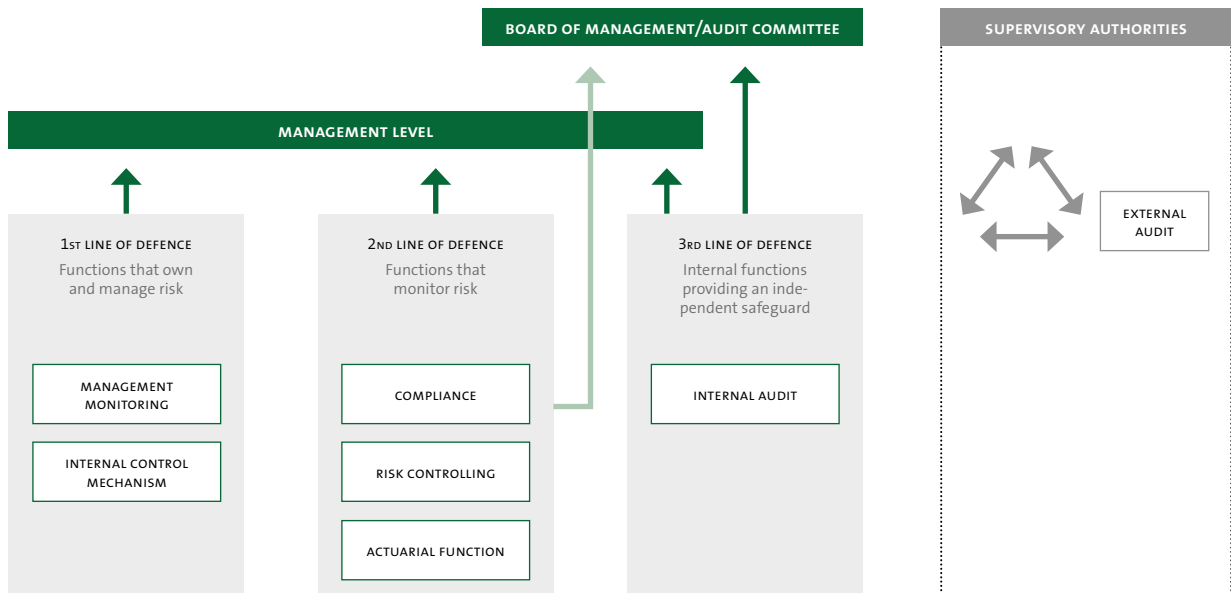 BOARD OF MANAGEMENT/AUDIT COMMITTEE
SUPERVISORY AUTHORITIES
MANAGEMENT LEVEL
1ST LINE OF DEFENCE
Functions that own
and manage risk
MANAGEMENT
MONITORING
INTERNAL CONTROL
MECHANISM
2ND LINE OF DEFENCE
Functions that
monitor risk
COMPLIANCE
RISK CONTROLLING
ACTUARIAL FUNCTION
3RD LINE OF DEFENCE
Internal functions
providing an inde-
pendent safeguard
INTERNAL AUDIT
EXTERNAL
AUDIT